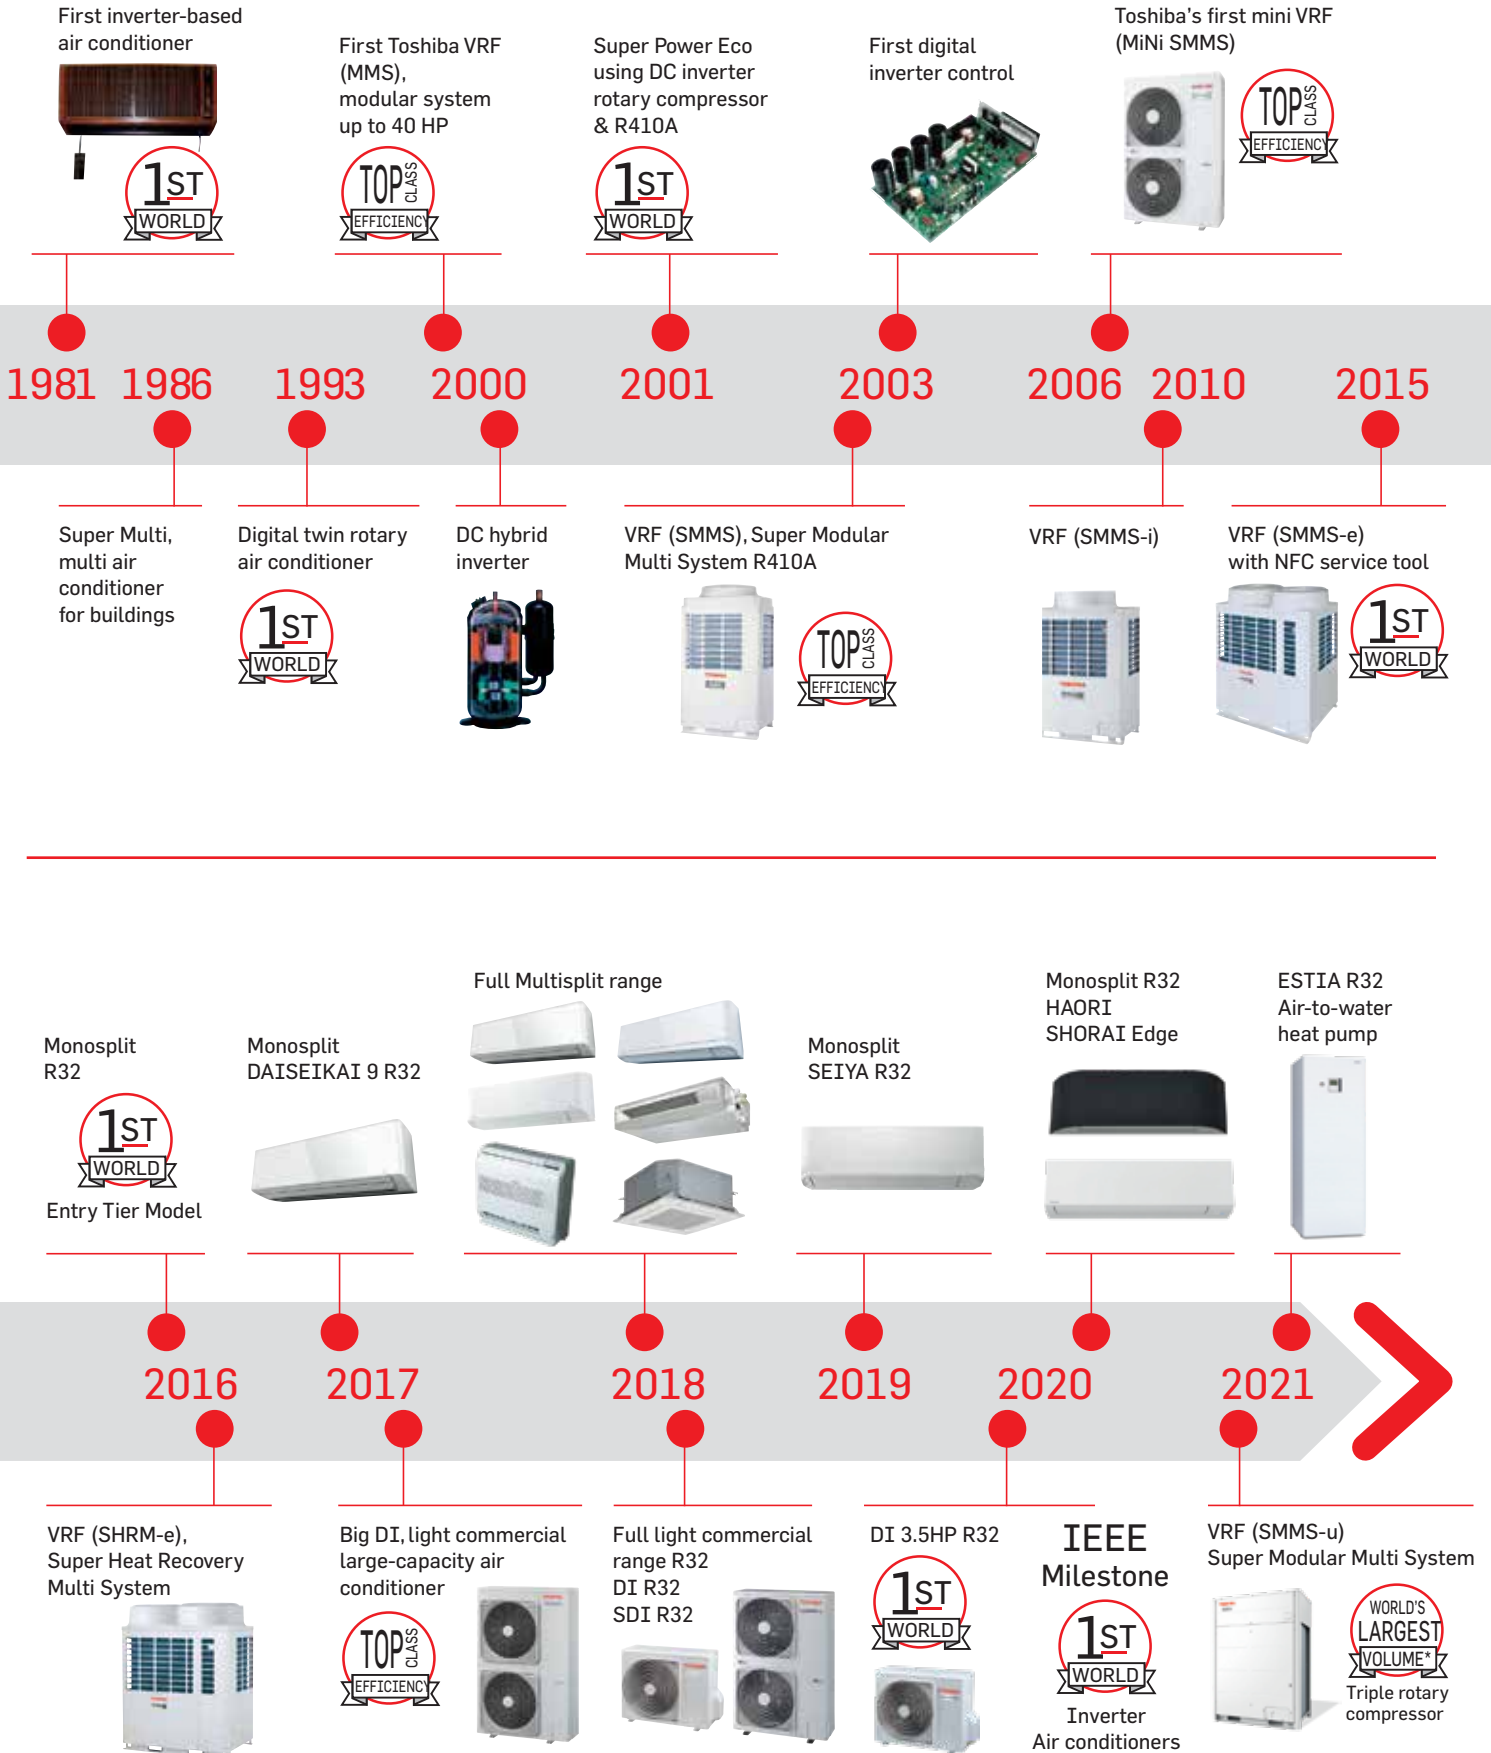 First inverter-based
air conditioner
1ST
WORLD
First Toshiba VRF
(MMS),
modular system
up to 40 HP
TOP CLASS
EFFICIENCY
Super Power Eco
using DC inverter
rotary compressor
& R410A
1ST
WORLD
First digital
inverter control
Toshiba's first mini VRF
(MiNi SMMS)
TOP CLASS
EFFICIENCY
1981 1986 1993 2000 2001 2003 2006 2010 2015
Super Multi,
multi air
conditioner
for buildings
Digital twin rotary
air conditioner
1ST
WORLD
DC hybrid
inverter
VRF (SMMS), Super Modular
Multi System R410A
TOP CLASS
EFFICIENCY
VRF (SMMS-i)
VRF (SMMS-e)
with NFC service tool
1ST
WORLD
Monosplit
R32
1ST
WORLD
Entry Tier Model
Monosplit
DAISEIKAI 9 R32
Full Multisplit range
Monosplit
SEIYA R32
Monosplit R32
HAORI
SHORAI Edge
ESTIA R32
Air-to-water
heat pump
2016 2017 2018 2019 2020 2021
VRF (SHRM-e),
Super Heat Recovery
Multi System
Big DI, light commercial
large-capacity air
conditioner
TOP CLASS
EFFICIENCY
Full light commercial
range R32
DI R32
SDI R32
DI 3.5HP R32
1ST
WORLD
IEEE
Milestone
1ST
WORLD
Inverter
Air conditioners
VRF (SMMS-u)
Super Modular Multi System
WORLD'S
LARGEST
VOLUME*
Triple rotary
compressor